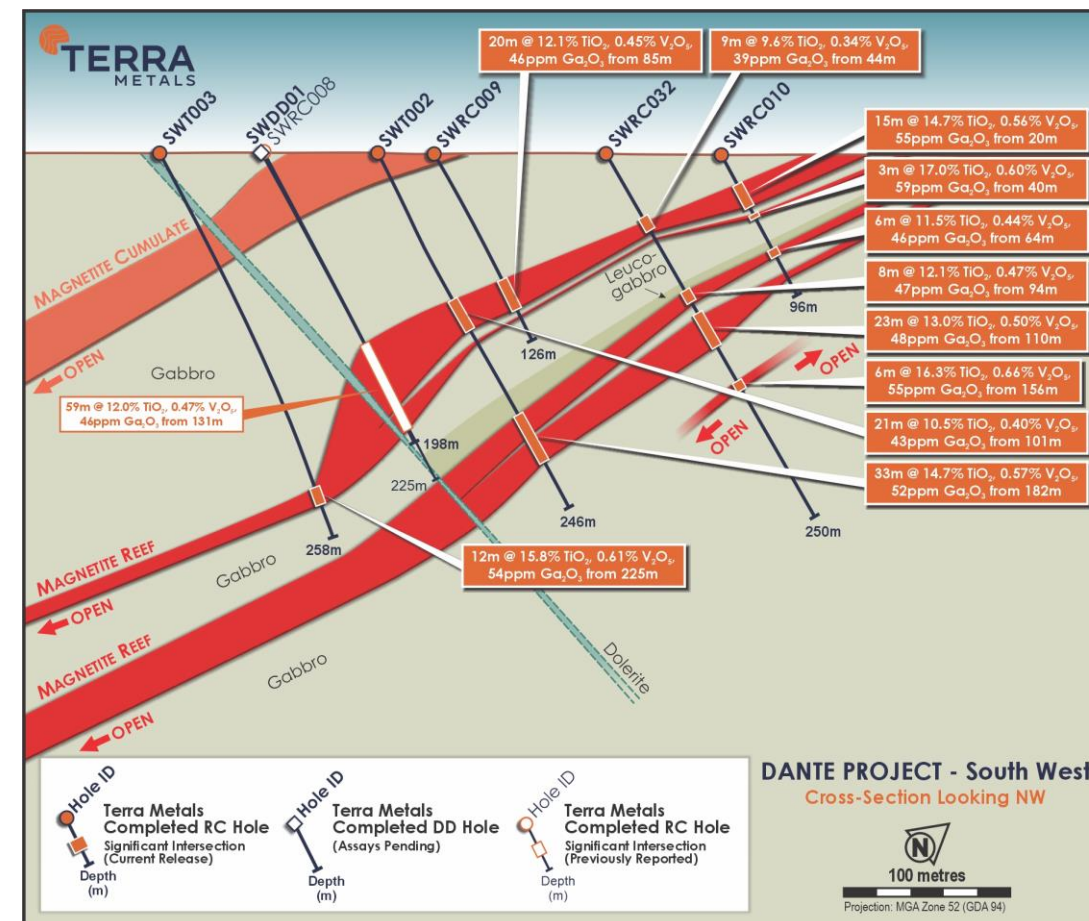 TERRA
METALS
SWT003
SWDD01
SWRC008
SWT002
SWRC009
SWRC032
SWRC010
20m @ 12.1% TiO₂, 0.45% V₂O₅,
46ppm Ga₂O₃ from 85m
9m @ 9.6% TiO₂, 0.34% V₂O₅,
39ppm Ga₂O₃ from 44m
15m @ 14.7% TiO₂, 0.56% V₂O₅,
55ppm Ga₂O₃ from 20m
3m @ 17.0% TiO₂, 0.60% V₂O₅,
59ppm Ga₂O₃ from 40m
6m @ 11.5% TiO₂, 0.44% V₂O₅,
46ppm Ga₂O₃ from 64m
8m @ 12.1% TiO₂, 0.47% V₂O₅,
47ppm Ga₂O₃ from 94m
23m @ 13.0% TiO₂, 0.50% V₂O₅,
48ppm Ga₂O₃ from 110m
6m @ 16.3% TiO₂, 0.66% V₂O₅,
55ppm Ga₂O₃ from 156m
21m @ 10.5% TiO₂, 0.40% V₂O₅,
43ppm Ga₂O₃ from 101m
33m @ 14.7% TiO₂, 0.57% V₂O₅,
52ppm Ga₂O₃ from 182m
MAGNETITE CUMULATE
OPEN
Gabbro
Leuco-
gabbro
96m
126m
OPEN
OPEN
59m @ 12.0% TiO₂, 0.47% V₂O₅,
46ppm Ga₂O₃ from 131m
198m
225m
246m
250m
258m
12m @ 15.8% TiO₂, 0.61% V₂O₅,
54ppm Ga₂O₃ from 225m
MAGNETITE REEF
OPEN
Gabbro
MAGNETITE REEF
OPEN
Gabbro
Dolerite
Hole ID
Terra Metals
Completed RC Hole
Significant Intersection
(Current Release)
Depth
(m)
Hole ID
Terra Metals
Completed DD Hole
(Assays Pending)
Depth
(m)
Hole ID
Terra Metals
Completed RC Hole
Significant Intersection
(Previously Reported)
Depth
(m)
DANTE PROJECT - South West
Cross-Section Looking NW
N
100 metres
Projection: MGA Zone 52 (GDA 94)